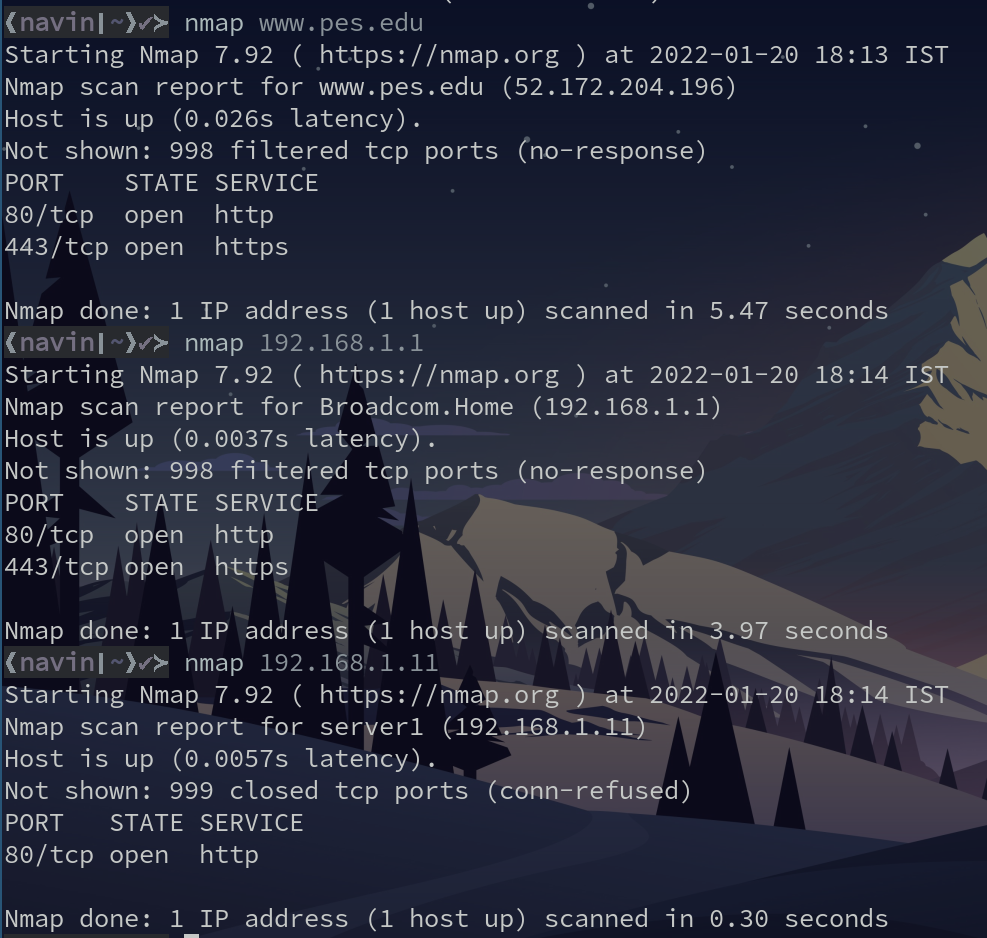 ❮navin|~❯✓> nmap www.pes.edu
Starting Nmap 7.92 ( https://nmap.org ) at 2022-01-20 18:13 IST
Nmap scan report for www.pes.edu (52.172.204.196)
Host is up (0.026s latency).
Not shown: 998 filtered tcp ports (no-response)
PORT    STATE SERVICE
80/tcp  open  http
443/tcp open  https
Nmap done: 1 IP address (1 host up) scanned in 5.47 seconds
❮navin|~❯✓> nmap 192.168.1.1
Starting Nmap 7.92 ( https://nmap.org ) at 2022-01-20 18:14 IST
Nmap scan report for Broadcom.Home (192.168.1.1)
Host is up (0.0037s latency).
Not shown: 998 filtered tcp ports (no-response)
PORT    STATE SERVICE
80/tcp  open  http
443/tcp open  https
Nmap done: 1 IP address (1 host up) scanned in 3.97 seconds
❮navin|~❯✓> nmap 192.168.1.11
Starting Nmap 7.92 ( https://nmap.org ) at 2022-01-20 18:14 IST
Nmap scan report for server1 (192.168.1.11)
Host is up (0.0057s latency).
Not shown: 999 closed tcp ports (conn-refused)
PORT   STATE SERVICE
80/tcp open  http
Nmap done: 1 IP address (1 host up) scanned in 0.30 seconds